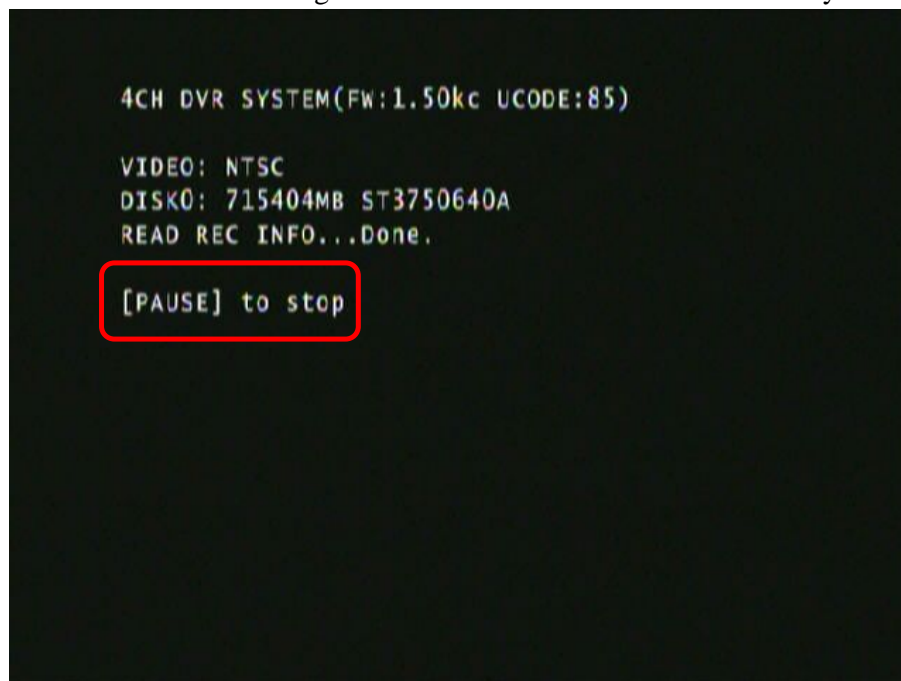 4CH DVR SYSTEM(FW:1.50kc UCODE:85)
VIDEO: NTSC
DISK0: 715404MB ST3750640A
READ REC INFO...Done.
[PAUSE] to stop